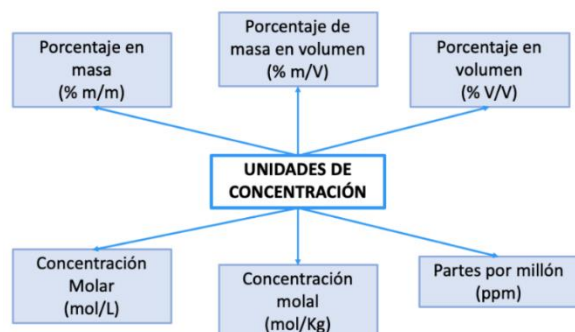 Porcentaje en
masa
(% m/m)
Porcentaje de
masa en volumen
(% m/V)
Porcentaje en
volumen
(% V/V)
UNIDADES DE
CONCENTRACIÓN
Concentración
Molar
(mol/L)
Concentración
molal
(mol/Kg)
Partes por millón
(ppm)